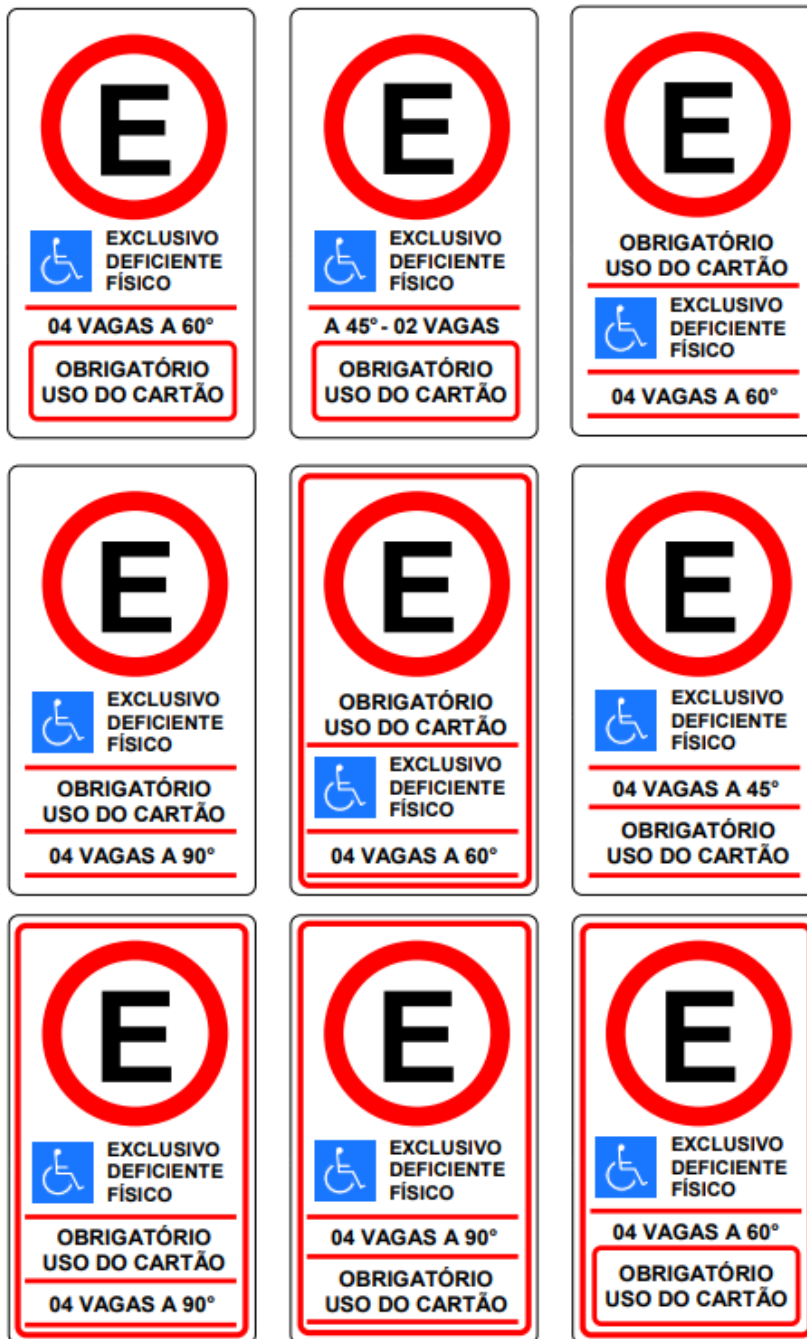 E
EXCLUSIVO
DEFICIENTE
FÍSICO
04 VAGAS A 60°
OBRIGATÓRIO
USO DO CARTÃO
E
EXCLUSIVO
DEFICIENTE
FÍSICO
A 45° - 02 VAGAS
OBRIGATÓRIO
USO DO CARTÃO
E
OBRIGATÓRIO
USO DO CARTÃO
EXCLUSIVO
DEFICIENTE
FÍSICO
04 VAGAS A 60°
E
EXCLUSIVO
DEFICIENTE
FÍSICO
OBRIGATÓRIO
USO DO CARTÃO
04 VAGAS A 90°
E
OBRIGATÓRIO
USO DO CARTÃO
EXCLUSIVO
DEFICIENTE
FÍSICO
04 VAGAS A 60°
E
EXCLUSIVO
DEFICIENTE
FÍSICO
04 VAGAS A 45°
OBRIGATÓRIO
USO DO CARTÃO
E
EXCLUSIVO
DEFICIENTE
FÍSICO
OBRIGATÓRIO
USO DO CARTÃO
04 VAGAS A 90°
E
EXCLUSIVO
DEFICIENTE
FÍSICO
04 VAGAS A 90°
OBRIGATÓRIO
USO DO CARTÃO
E
EXCLUSIVO
DEFICIENTE
FÍSICO
04 VAGAS A 60°
OBRIGATÓRIO
USO DO CARTÃO